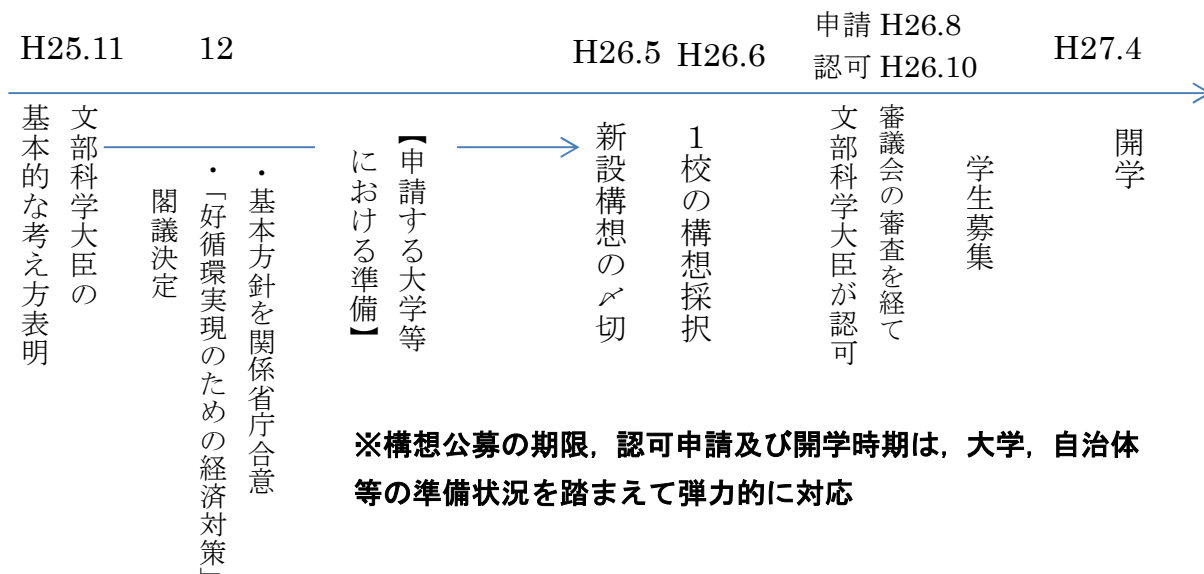 H25.11
12
H26.5
H26.6
申請 H26.8
認可 H26.10
H27.4
文部科学大臣の
基本的な考え方表明
・基本方針を関係省庁合意
・「好循環実現のための経済対策」
閣議決定
【申請する大学等
における準備】
新設構想の〆切
1校の構想採択
審議会の審査を経て
文部科学大臣が認可
学生募集
開学
※構想公募の期限，認可申請及び開学時期は，大学，自治体
等の準備状況を踏まえて弾力的に対応